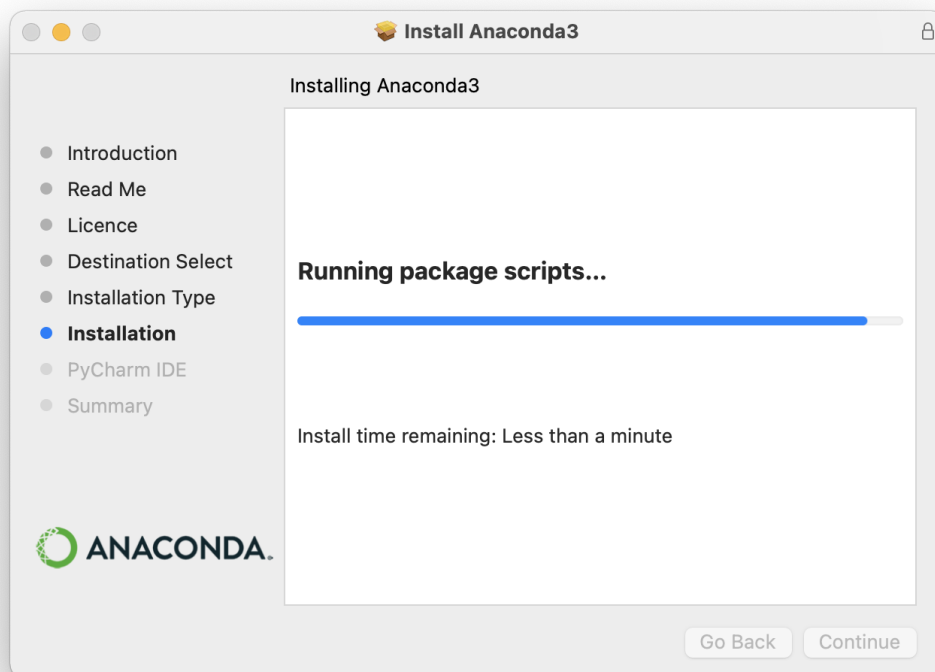 Install Anaconda3
Installing Anaconda3
Introduction
Read Me
Licence
Destination Select
Installation Type
Installation
PyCharm IDE
Summary
Running package scripts...
Install time remaining: Less than a minute
ANACONDA.
Go Back
Continue